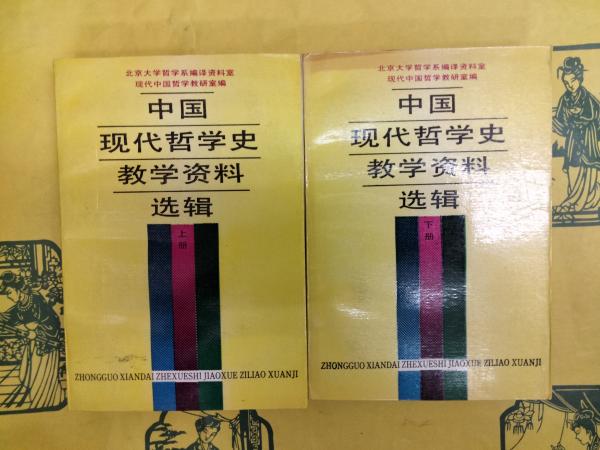 北京大学哲学系编译资料室
现代中国哲学教研室编
中国
现代哲学史
教学资料
选辑
上册
ZHONGGUO XIANDAI ZHEXUESHI JIAOXUE ZILIAO XUANJI
北京大学哲学系编译资料室
现代中国哲学教研室编
中国
现代哲学史
教学资料
选辑
下册
ZHONGGUO XIANDAI ZHEXUESHI JIAOXUE ZILIAO XUANJI